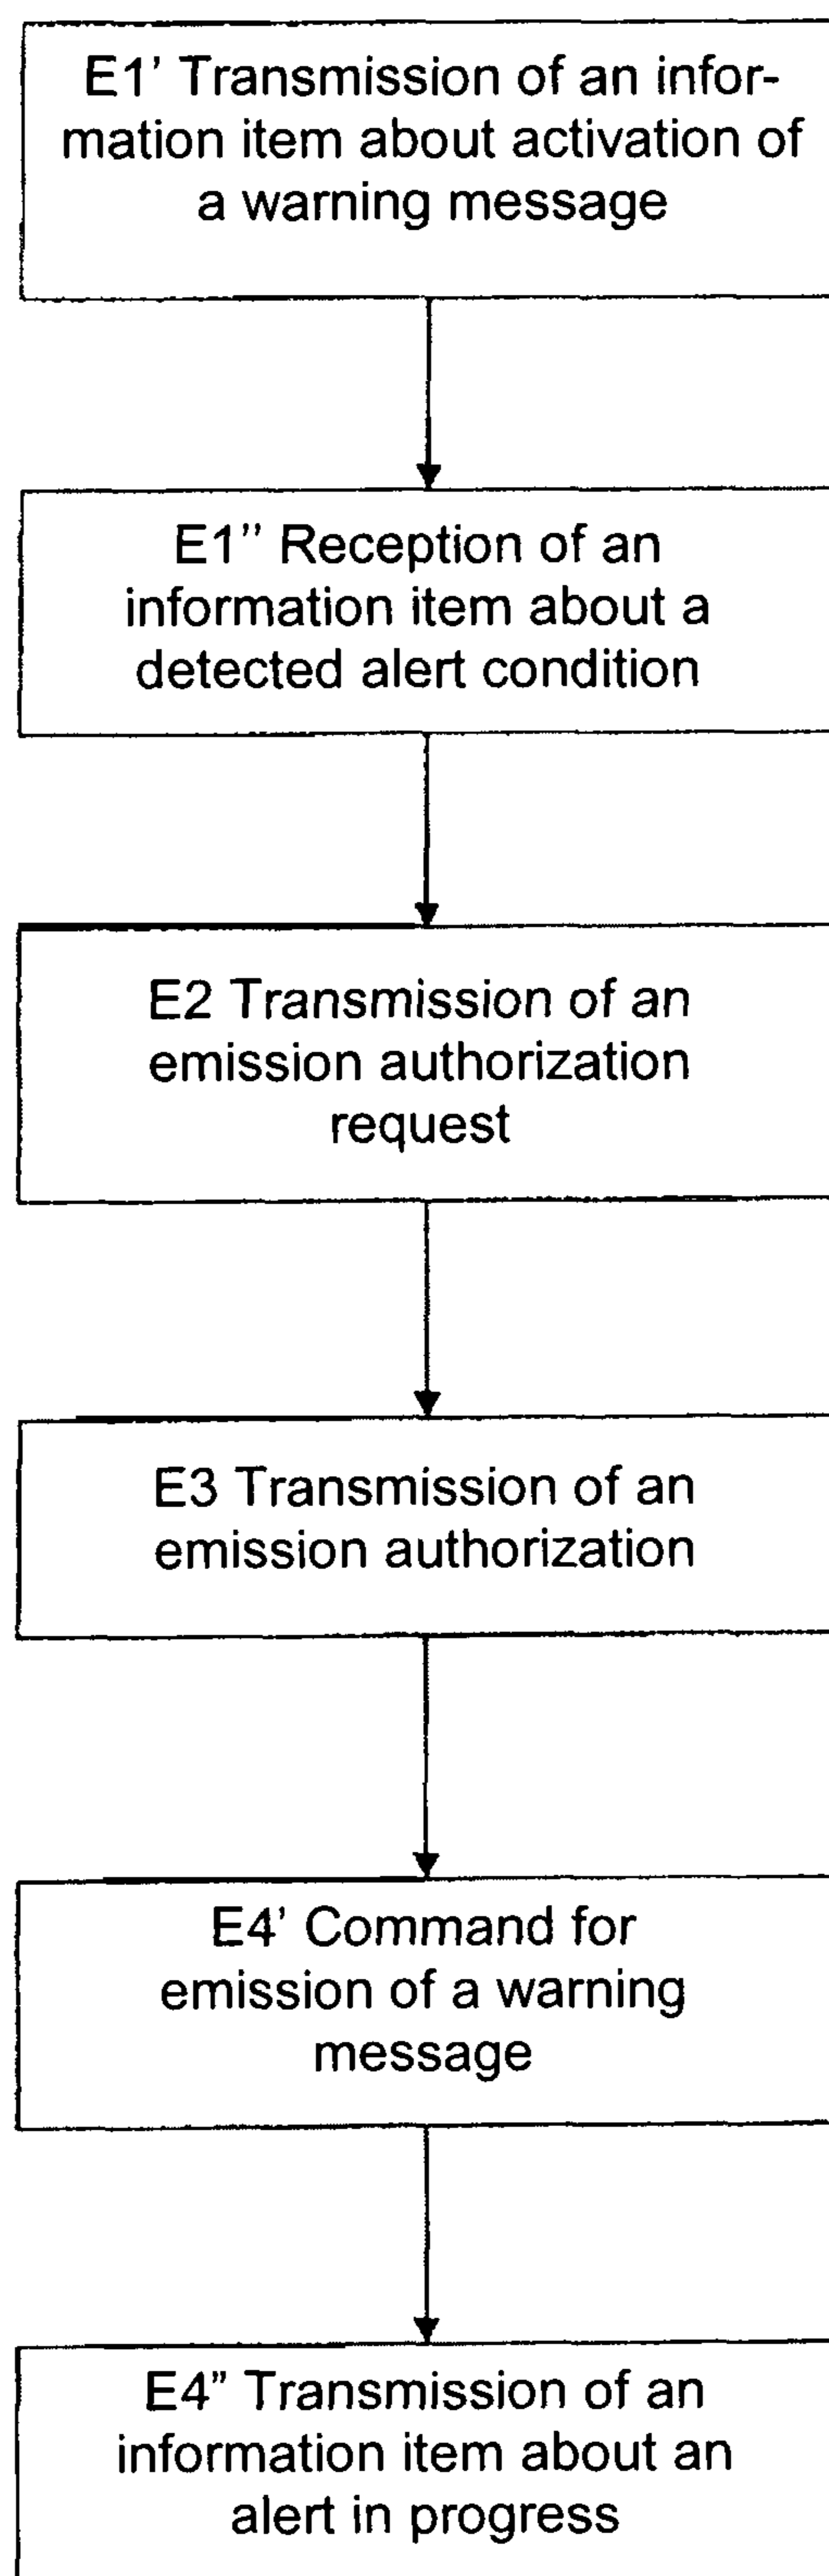 E1' Transmission of an infor-
mation item about activation of
a warning message
E1'' Reception of an
information item about a
detected alert condition
E2 Transmission of an
emission authorization
request
E3 Transmission of an
emission authorization
E4' Command for
emission of a warning
message
E4'' Transmission of an
information item about an
alert in progress